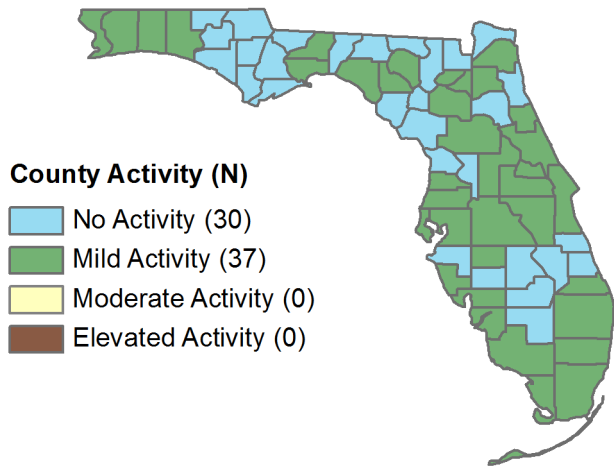 County Activity (N)
No Activity (30)
Mild Activity (37)
Moderate Activity (0)
Elevated Activity (0)